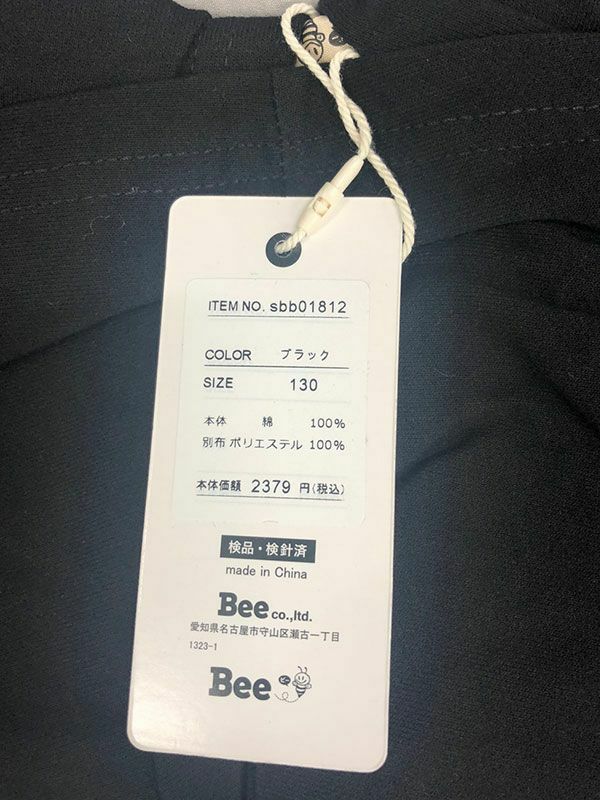 ITEM NO. sbb01812
COLOR ブラック
SIZE 130
本体 綿 100%
別布 ポリエステル 100%
本体価額 2379 円(税込)
検品・検針済
made in China
Bee co.,ltd.
愛知県名古屋市守山区瀬古一丁目
1323-1
Bee